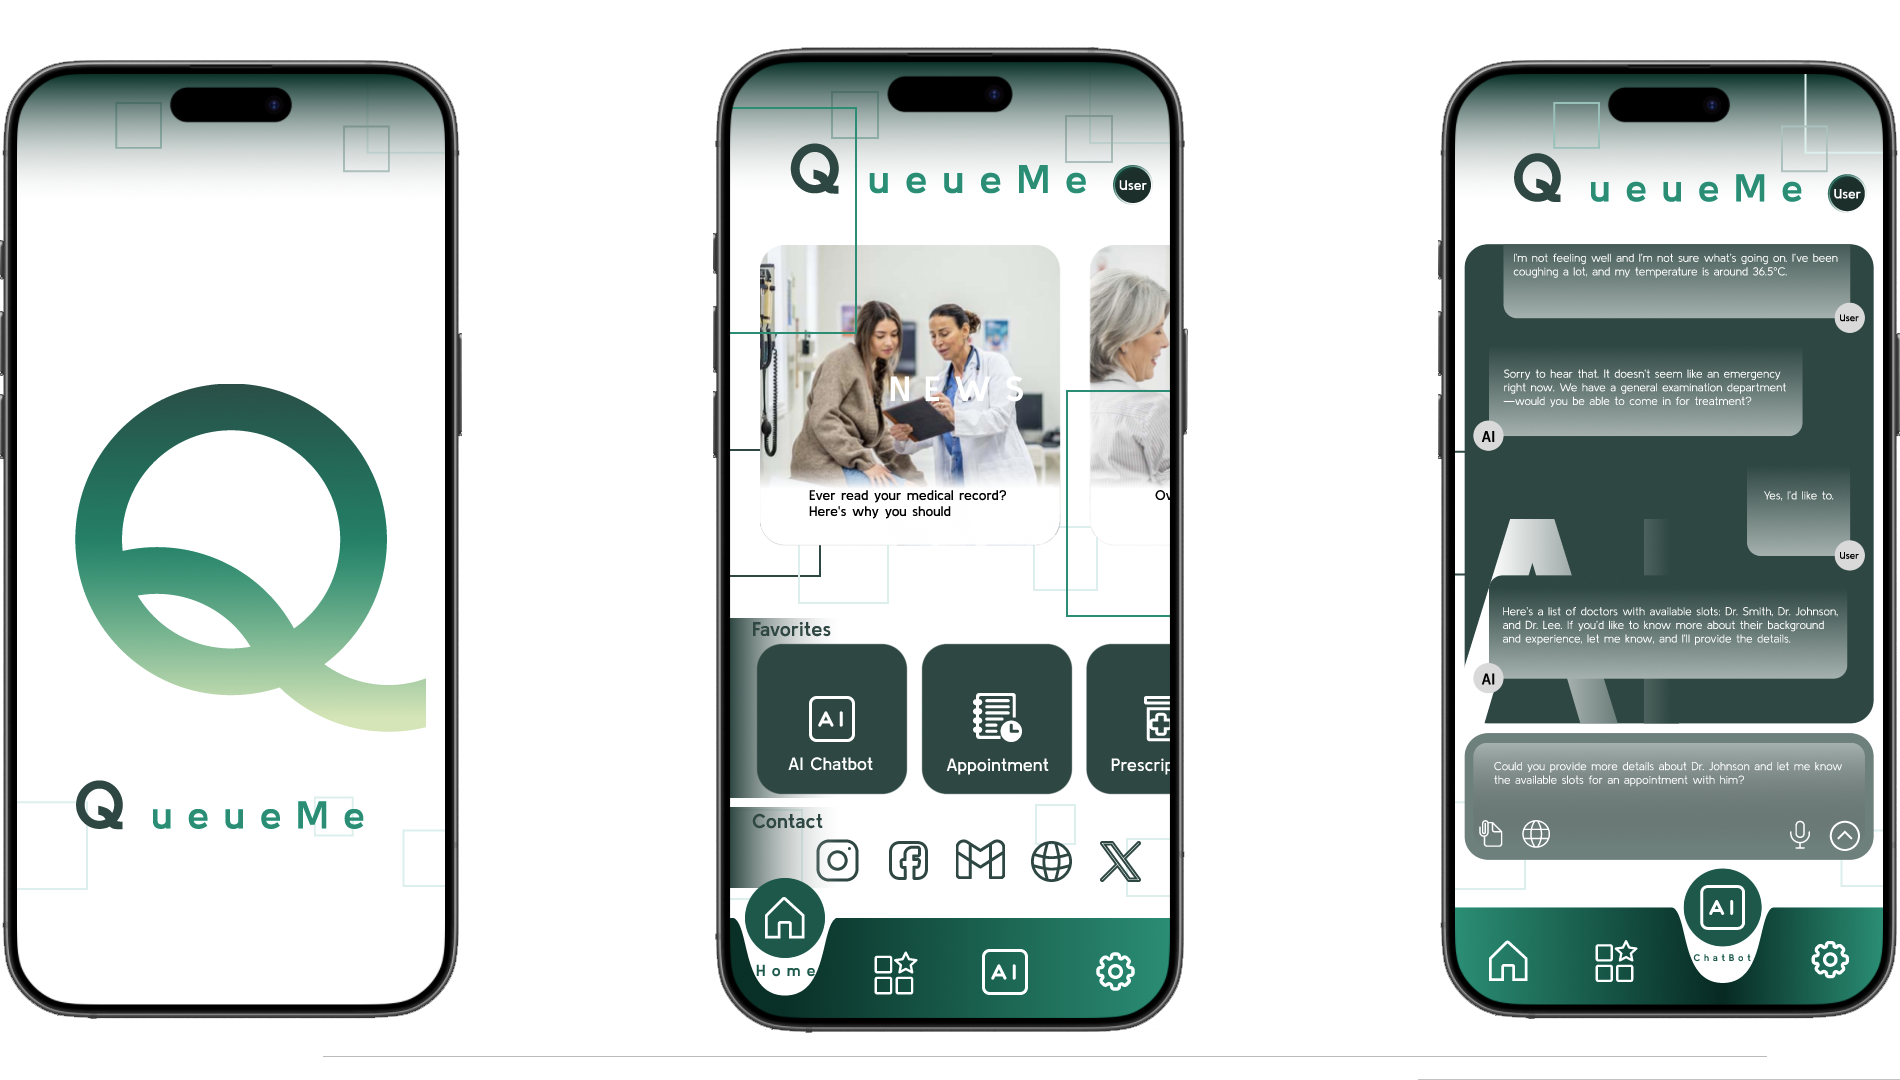 QueueMe
QueueMe
User
NEWS
Ever read your medical record?
Here's why you should
Favorites
AI
AI Chatbot
Appointment
Contact
Home
AI
QueueMe
User
I'm not feeling well and I'm not sure what's going on. I've been
coughing a lot, and my temperature is around 36.5°C.
User
Sorry to hear that. It doesn't seem like an emergency
right now. We have a general examination department
—would you be able to come in for treatment?
AI
Yes, I'd like to.
User
AI
Here's a list of doctors with available slots: Dr. Smith, Dr. Johnson,
and Dr. Lee. If you'd like to know more about their background
and experience, let me know, and I'll provide the details.
AI
Could you provide more details about Dr. Johnson and let me know
the available slots for an appointment with him?
AI
ChatBot